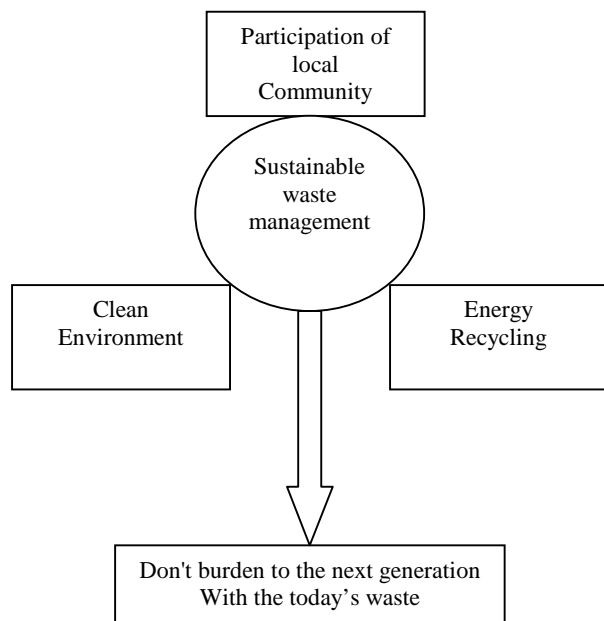 Participation of
local
Community
Sustainable
waste
management
Clean
Environment
Energy
Recycling
Don't burden to the next generation
With the today’s waste